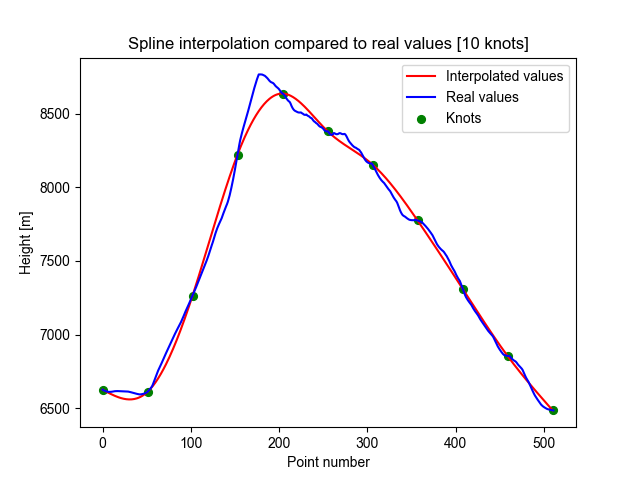 Spline interpolation compared to real values [10 knots]
Interpolated values
Real values
Knots
Height [m]
8500
8000
7500
7000
6500
0 100 200 300 400 500
Point number